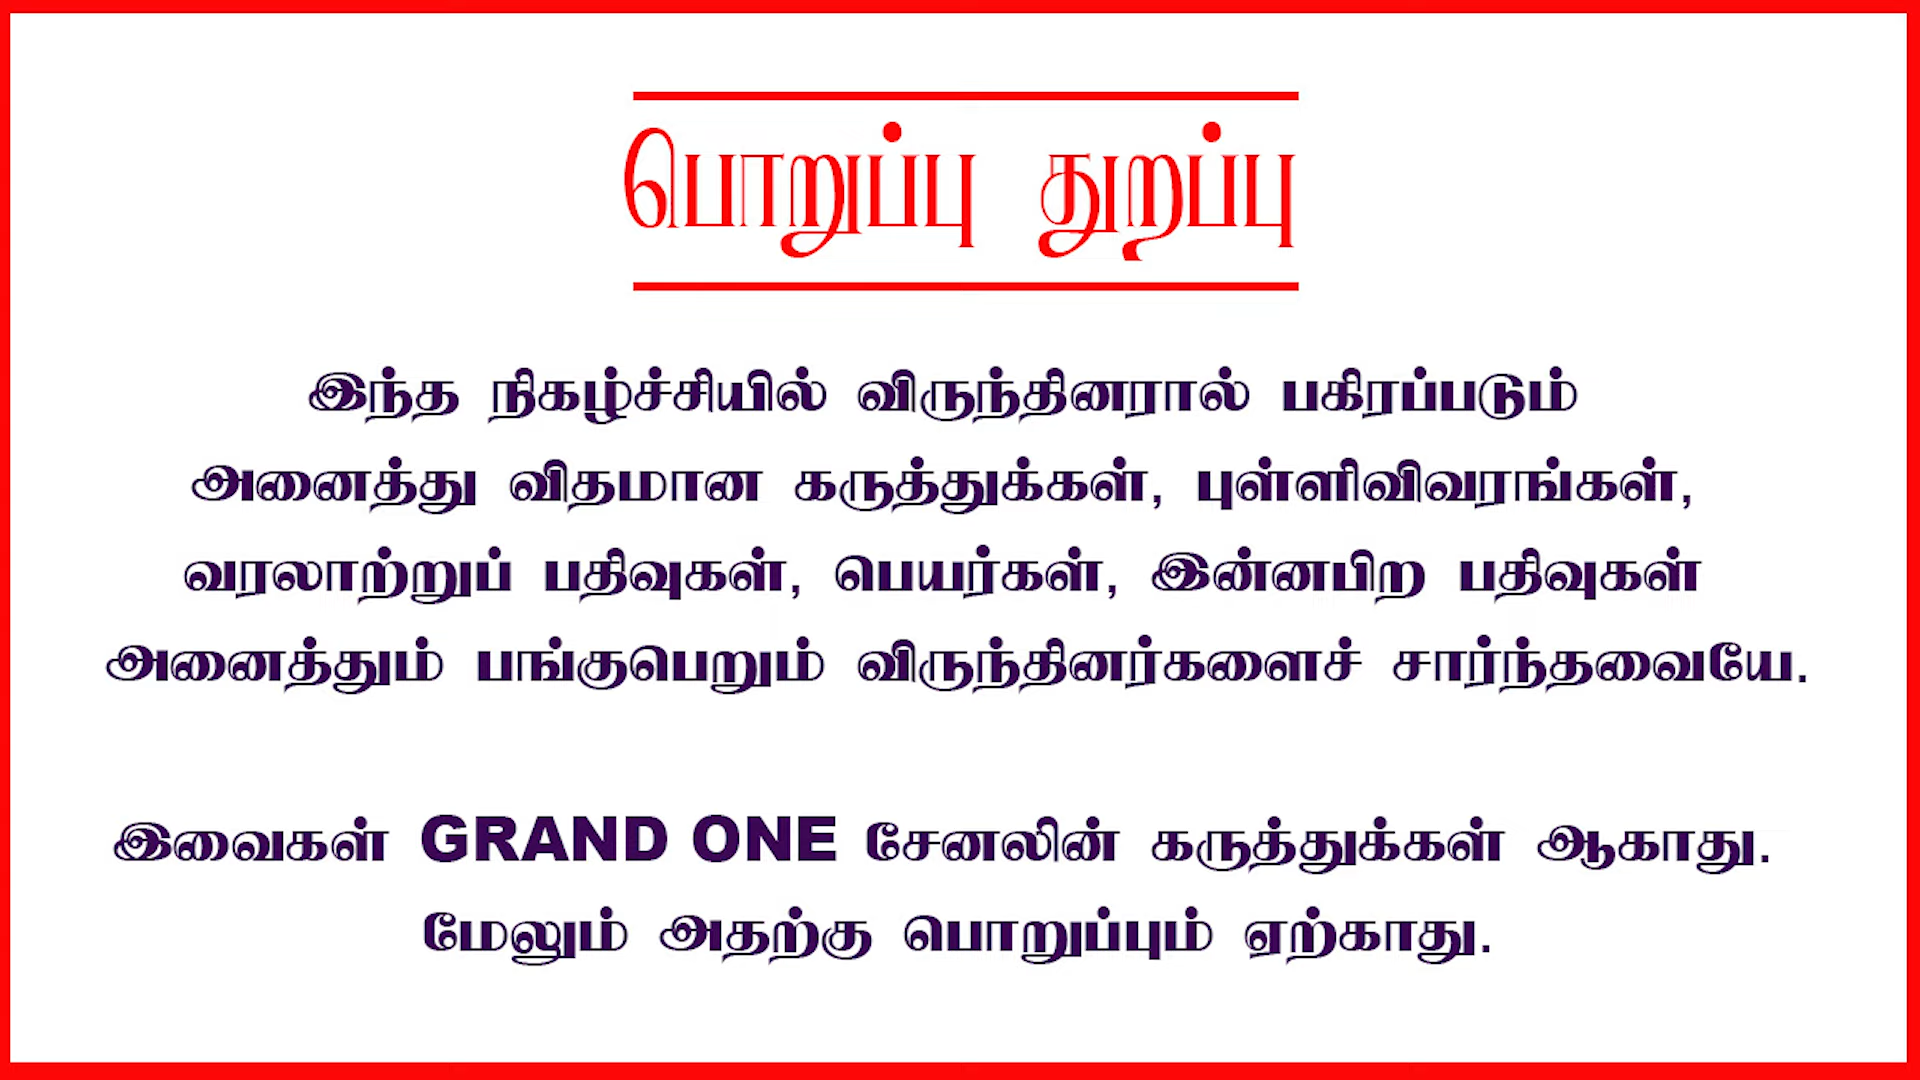 பொறுப்பு துறப்பு
இந்த நிகழ்ச்சியில் விருந்தினரால் பகிரப்படும்
அனைத்து விதமான கருத்துக்கள், புள்ளிவிவரங்கள்,
வரலாற்றுப் பதிவுகள், பெயர்கள், இன்னபிற பதிவுகள்
அனைத்தும் பங்குபெறும் விருந்தினர்களைச் சார்ந்தவையே.
இவைகள் GRAND ONE சேனலின் கருத்துக்கள் ஆகாது.
மேலும் அதற்கு பொறுப்பும் ஏற்காது.